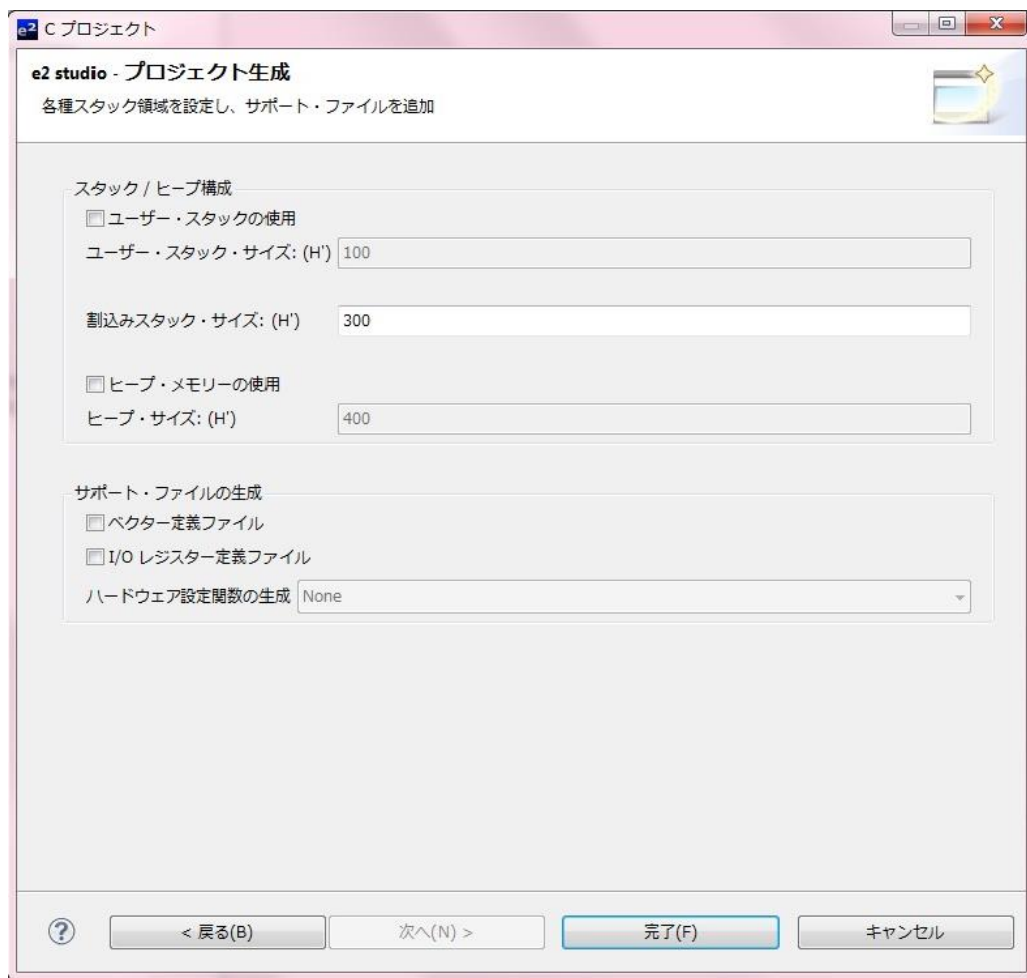 e² C プロジェクト
e2 studio - プロジェクト生成
各種スタック領域を設定し、サポート・ファイルを追加
スタック / ヒープ構成
ユーザー・スタックの使用
ユーザー・スタック・サイズ: (H') 100
割込みスタック・サイズ: (H') 300
ヒープ・メモリーの使用
ヒープ・サイズ: (H') 400
サポート・ファイルの生成
ベクター定義ファイル
I/O レジスター定義ファイル
ハードウェア設定関数の生成 None
? < 戻る(B) 次へ(N) > 完了(F) キャンセル